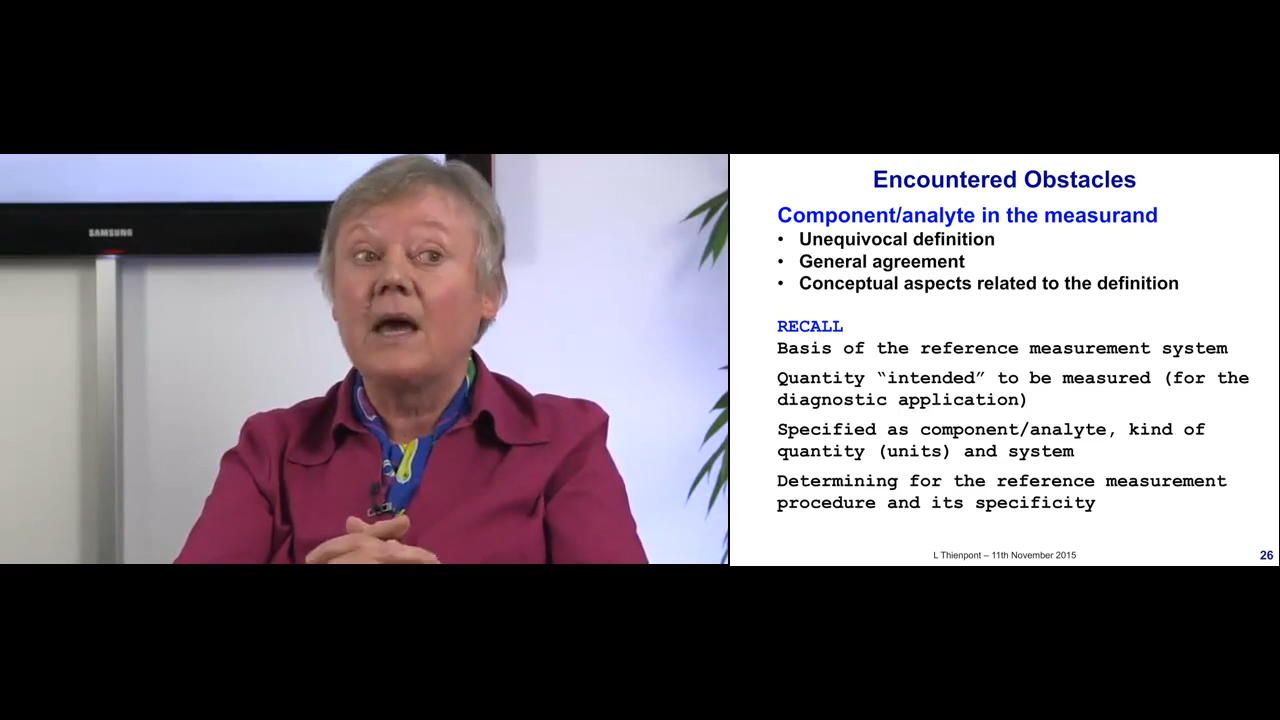 SAMSUNG
Encountered Obstacles
Component/analyte in the measurand
• Unequivocal definition
• General agreement
• Conceptual aspects related to the definition
RECALL
Basis of the reference measurement system
Quantity “intended” to be measured (for the
diagnostic application)
Specified as component/analyte, kind of
quantity (units) and system
Determining for the reference measurement
procedure and its specificity
L Thienpont – 11th November 2015
26